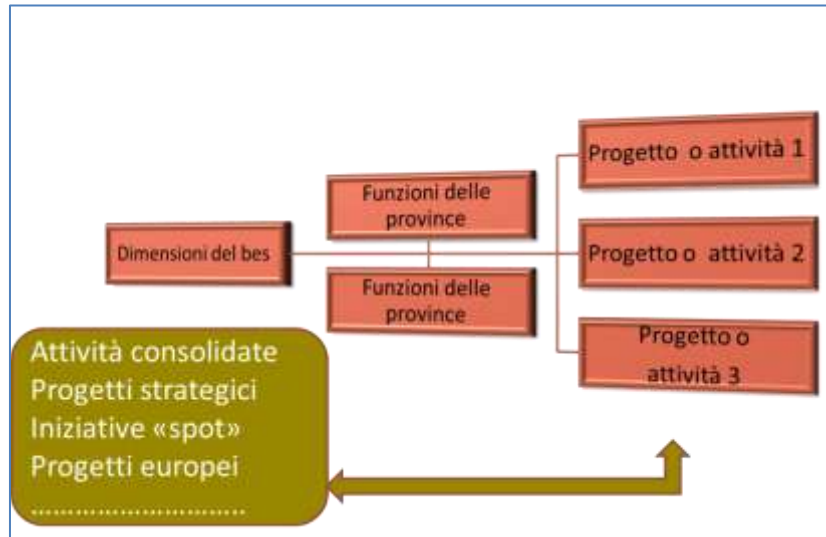 Dimensioni del bes
Funzioni delle
province
Funzioni delle
province
Progetto o attività 1
Progetto o attività 2
Progetto o
attività 3
Attività consolidate
Progetti strategici
Iniziative «spot»
Progetti europei
…………………………..